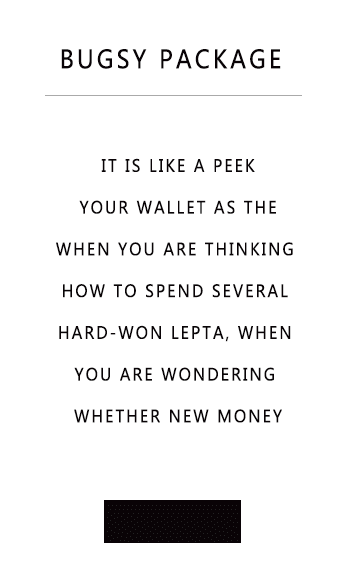 BUGSY PACKAGE
IT IS LIKE A PEEK
YOUR WALLET AS THE
WHEN YOU ARE THINKING
HOW TO SPEND SEVERAL
HARD-WON LEPTA, WHEN
YOU ARE WONDERING
WHETHER NEW MONEY